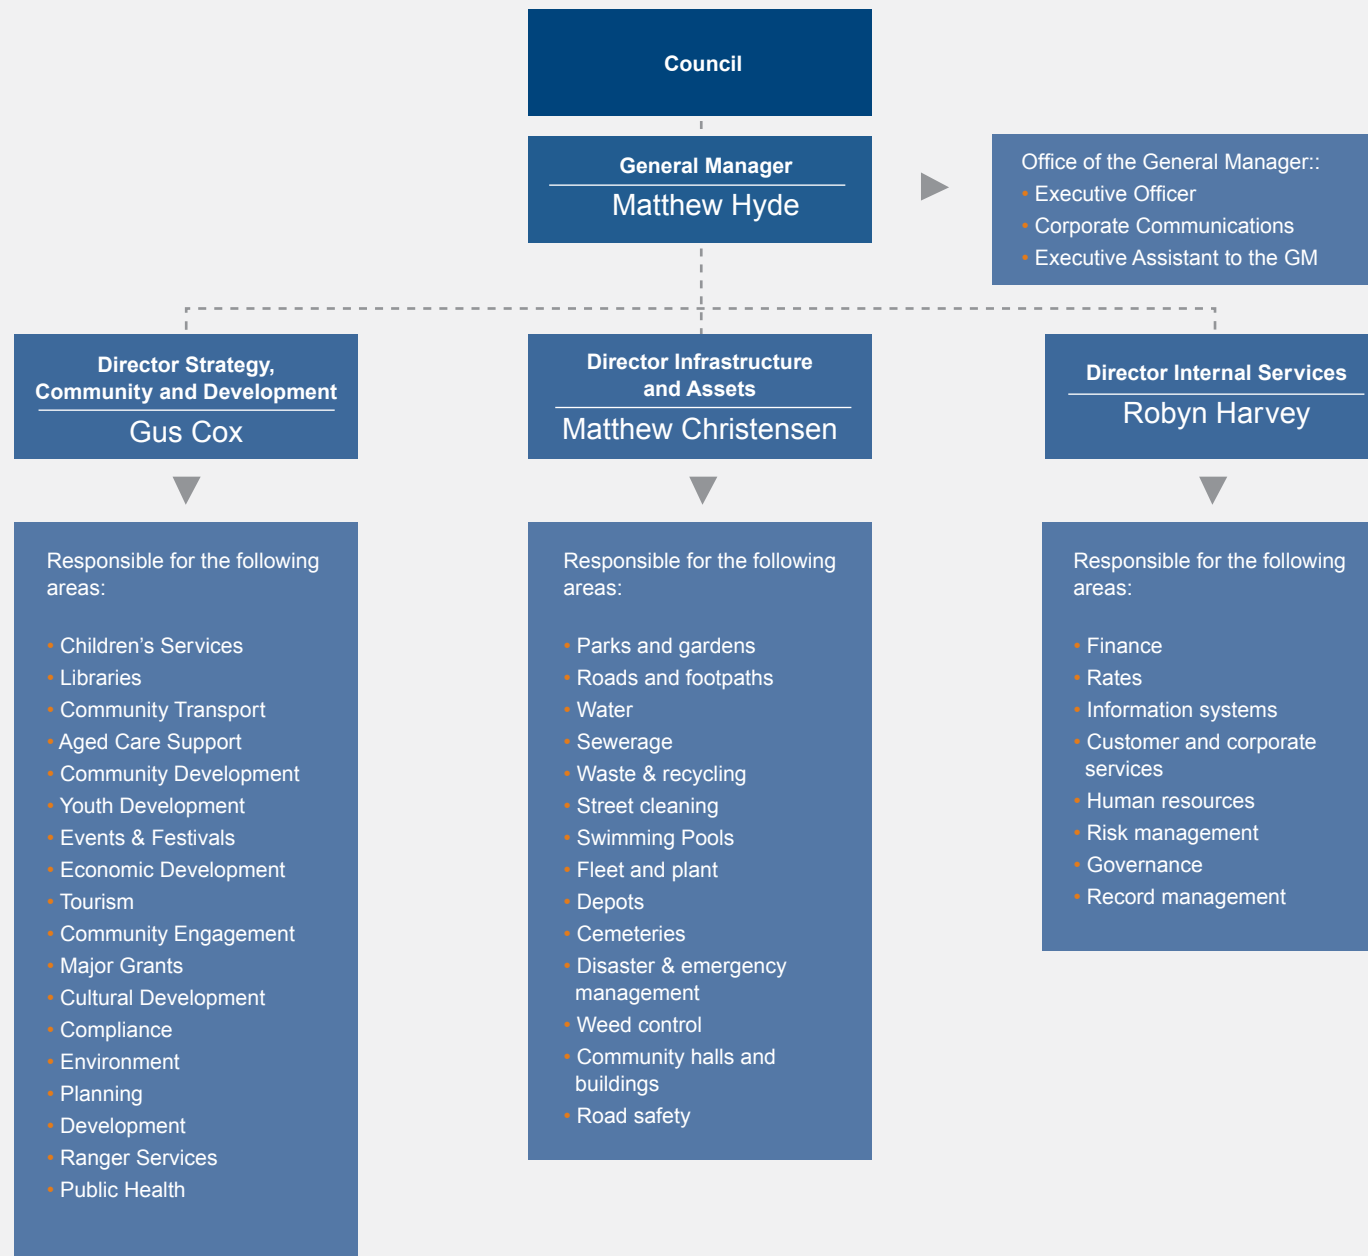 Council
General Manager
Matthew Hyde
Office of the General Manager::
• Executive Officer
• Corporate Communications
• Executive Assistant to the GM
Director Strategy,
Community and Development
Gus Cox
Director Infrastructure
and Assets
Matthew Christensen
Director Internal Services
Robyn Harvey
Responsible for the following
areas:
• Children’s Services
• Libraries
• Community Transport
• Aged Care Support
• Community Development
• Youth Development
• Events & Festivals
• Economic Development
• Tourism
• Community Engagement
• Major Grants
• Cultural Development
• Compliance
• Environment
• Planning
• Development
• Ranger Services
• Public Health
Responsible for the following
areas:
• Parks and gardens
• Roads and footpaths
• Water
• Sewerage
• Waste & recycling
• Street cleaning
• Swimming Pools
• Fleet and plant
• Depots
• Cemeteries
• Disaster & emergency
management
• Weed control
• Community halls and
buildings
• Road safety
Responsible for the following
areas:
• Finance
• Rates
• Information systems
• Customer and corporate
services
• Human resources
• Risk management
• Governance
• Record management